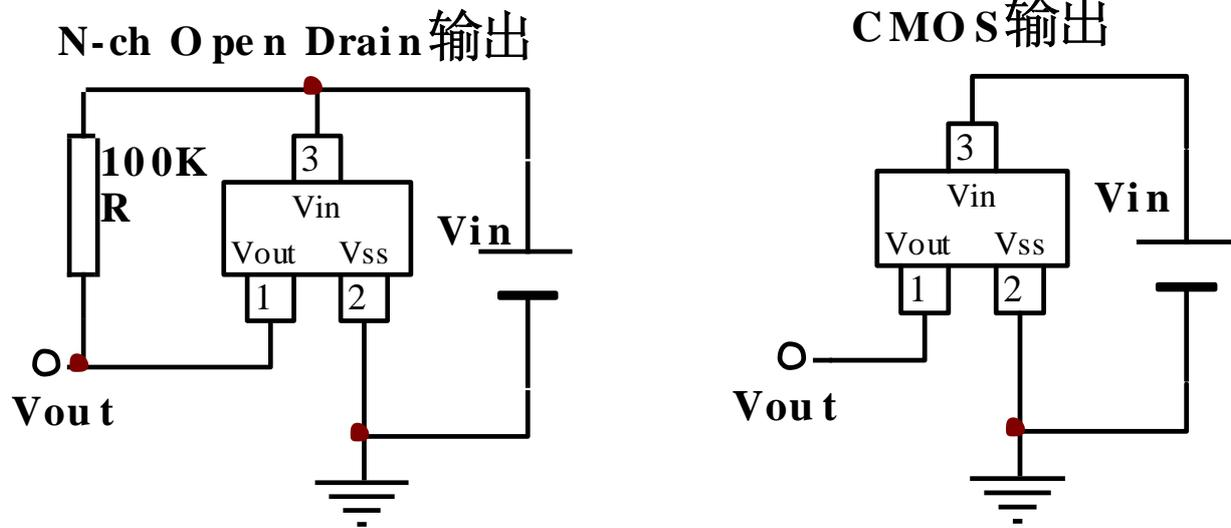 N-ch Open Drain输出
100K
R
3
Vin
Vout Vss
1
2
Vin
Vout
CMOS输出
3
Vin
Vout Vss
1
2
Vin
Vout